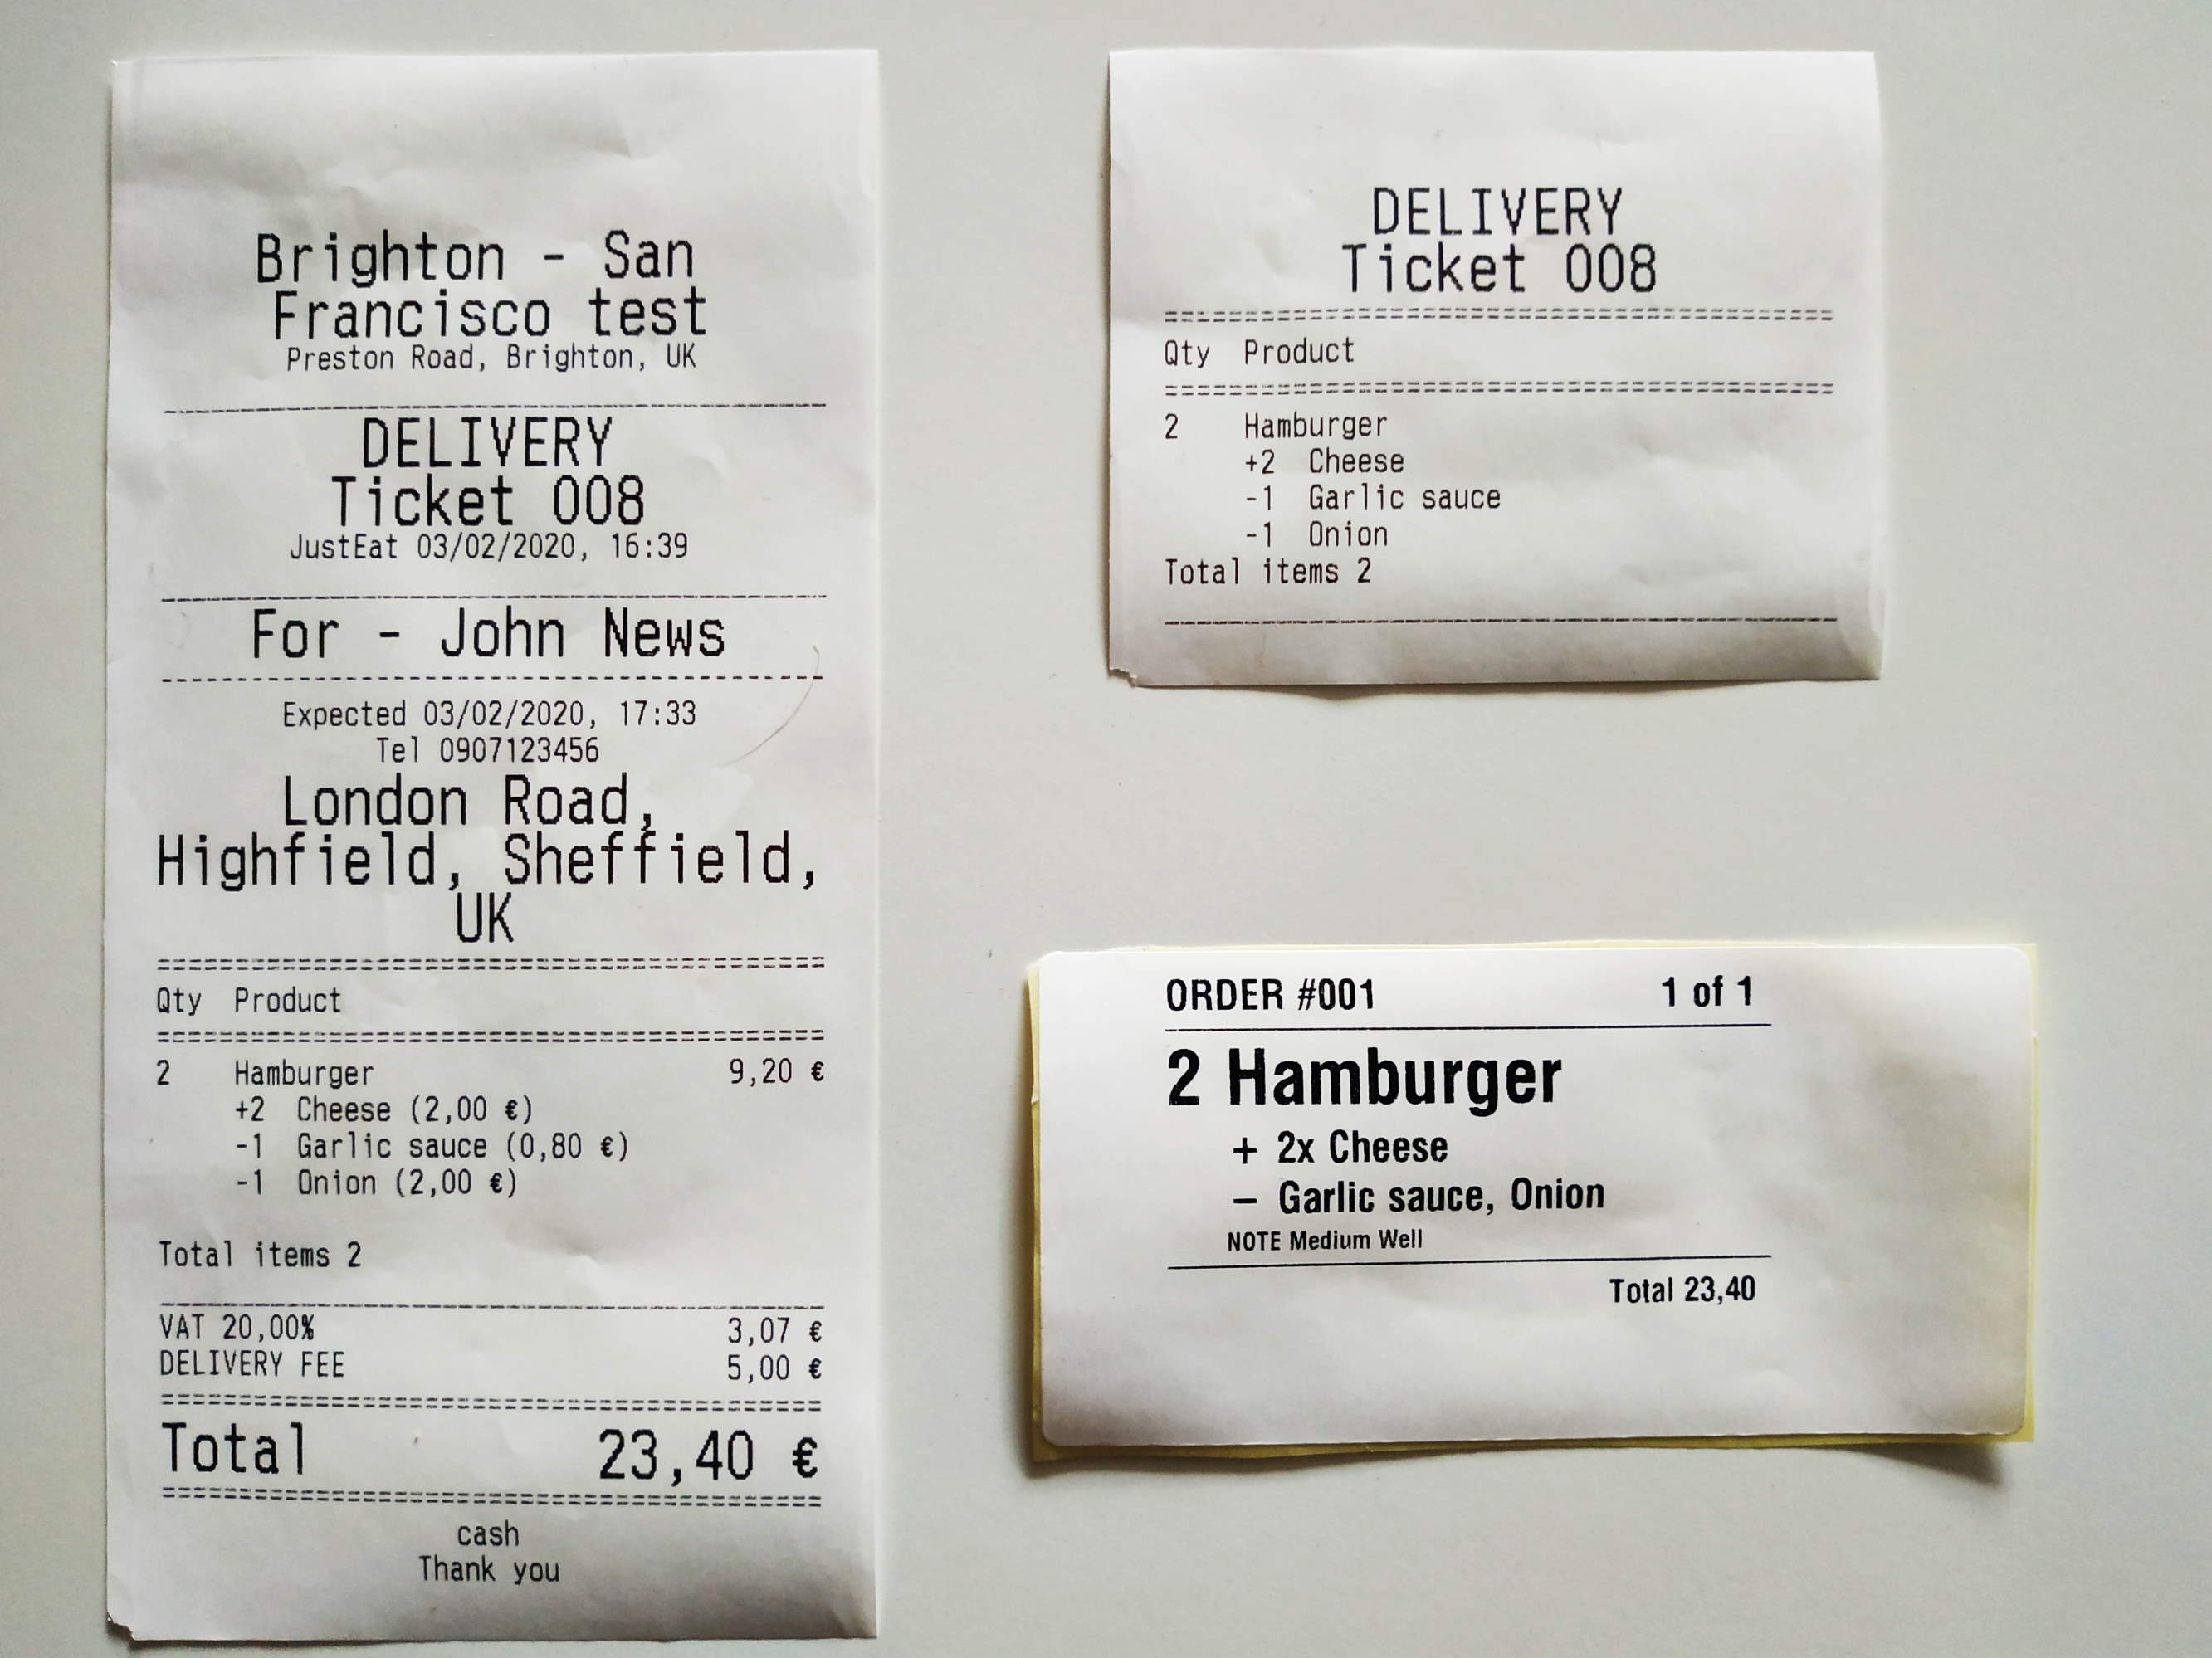 Brighton - San
Francisco test
Preston Road, Brighton, UK
DELIVERY
Ticket 008
JustEat 03/02/2020, 16:39
For - John News
Expected 03/02/2020, 17:33
Tel 0907123456
London Road,
Highfield, Sheffield,
UK
Qty Product
2 Hamburger 9,20 €
+2 Cheese (2,00 €)
-1 Garlic sauce (0,80 €)
-1 Onion (2,00 €)
Total items 2
VAT 20,00% 3,07 €
DELIVERY FEE 5,00 €
Total 23,40 €
cash
Thank you
DELIVERY
Ticket 008
Qty Product
2 Hamburger
+2 Cheese
-1 Garlic sauce
-1 Onion
Total items 2
ORDER #001 1 of 1
2 Hamburger
+ 2x Cheese
– Garlic sauce, Onion
NOTE Medium Well
Total 23,40